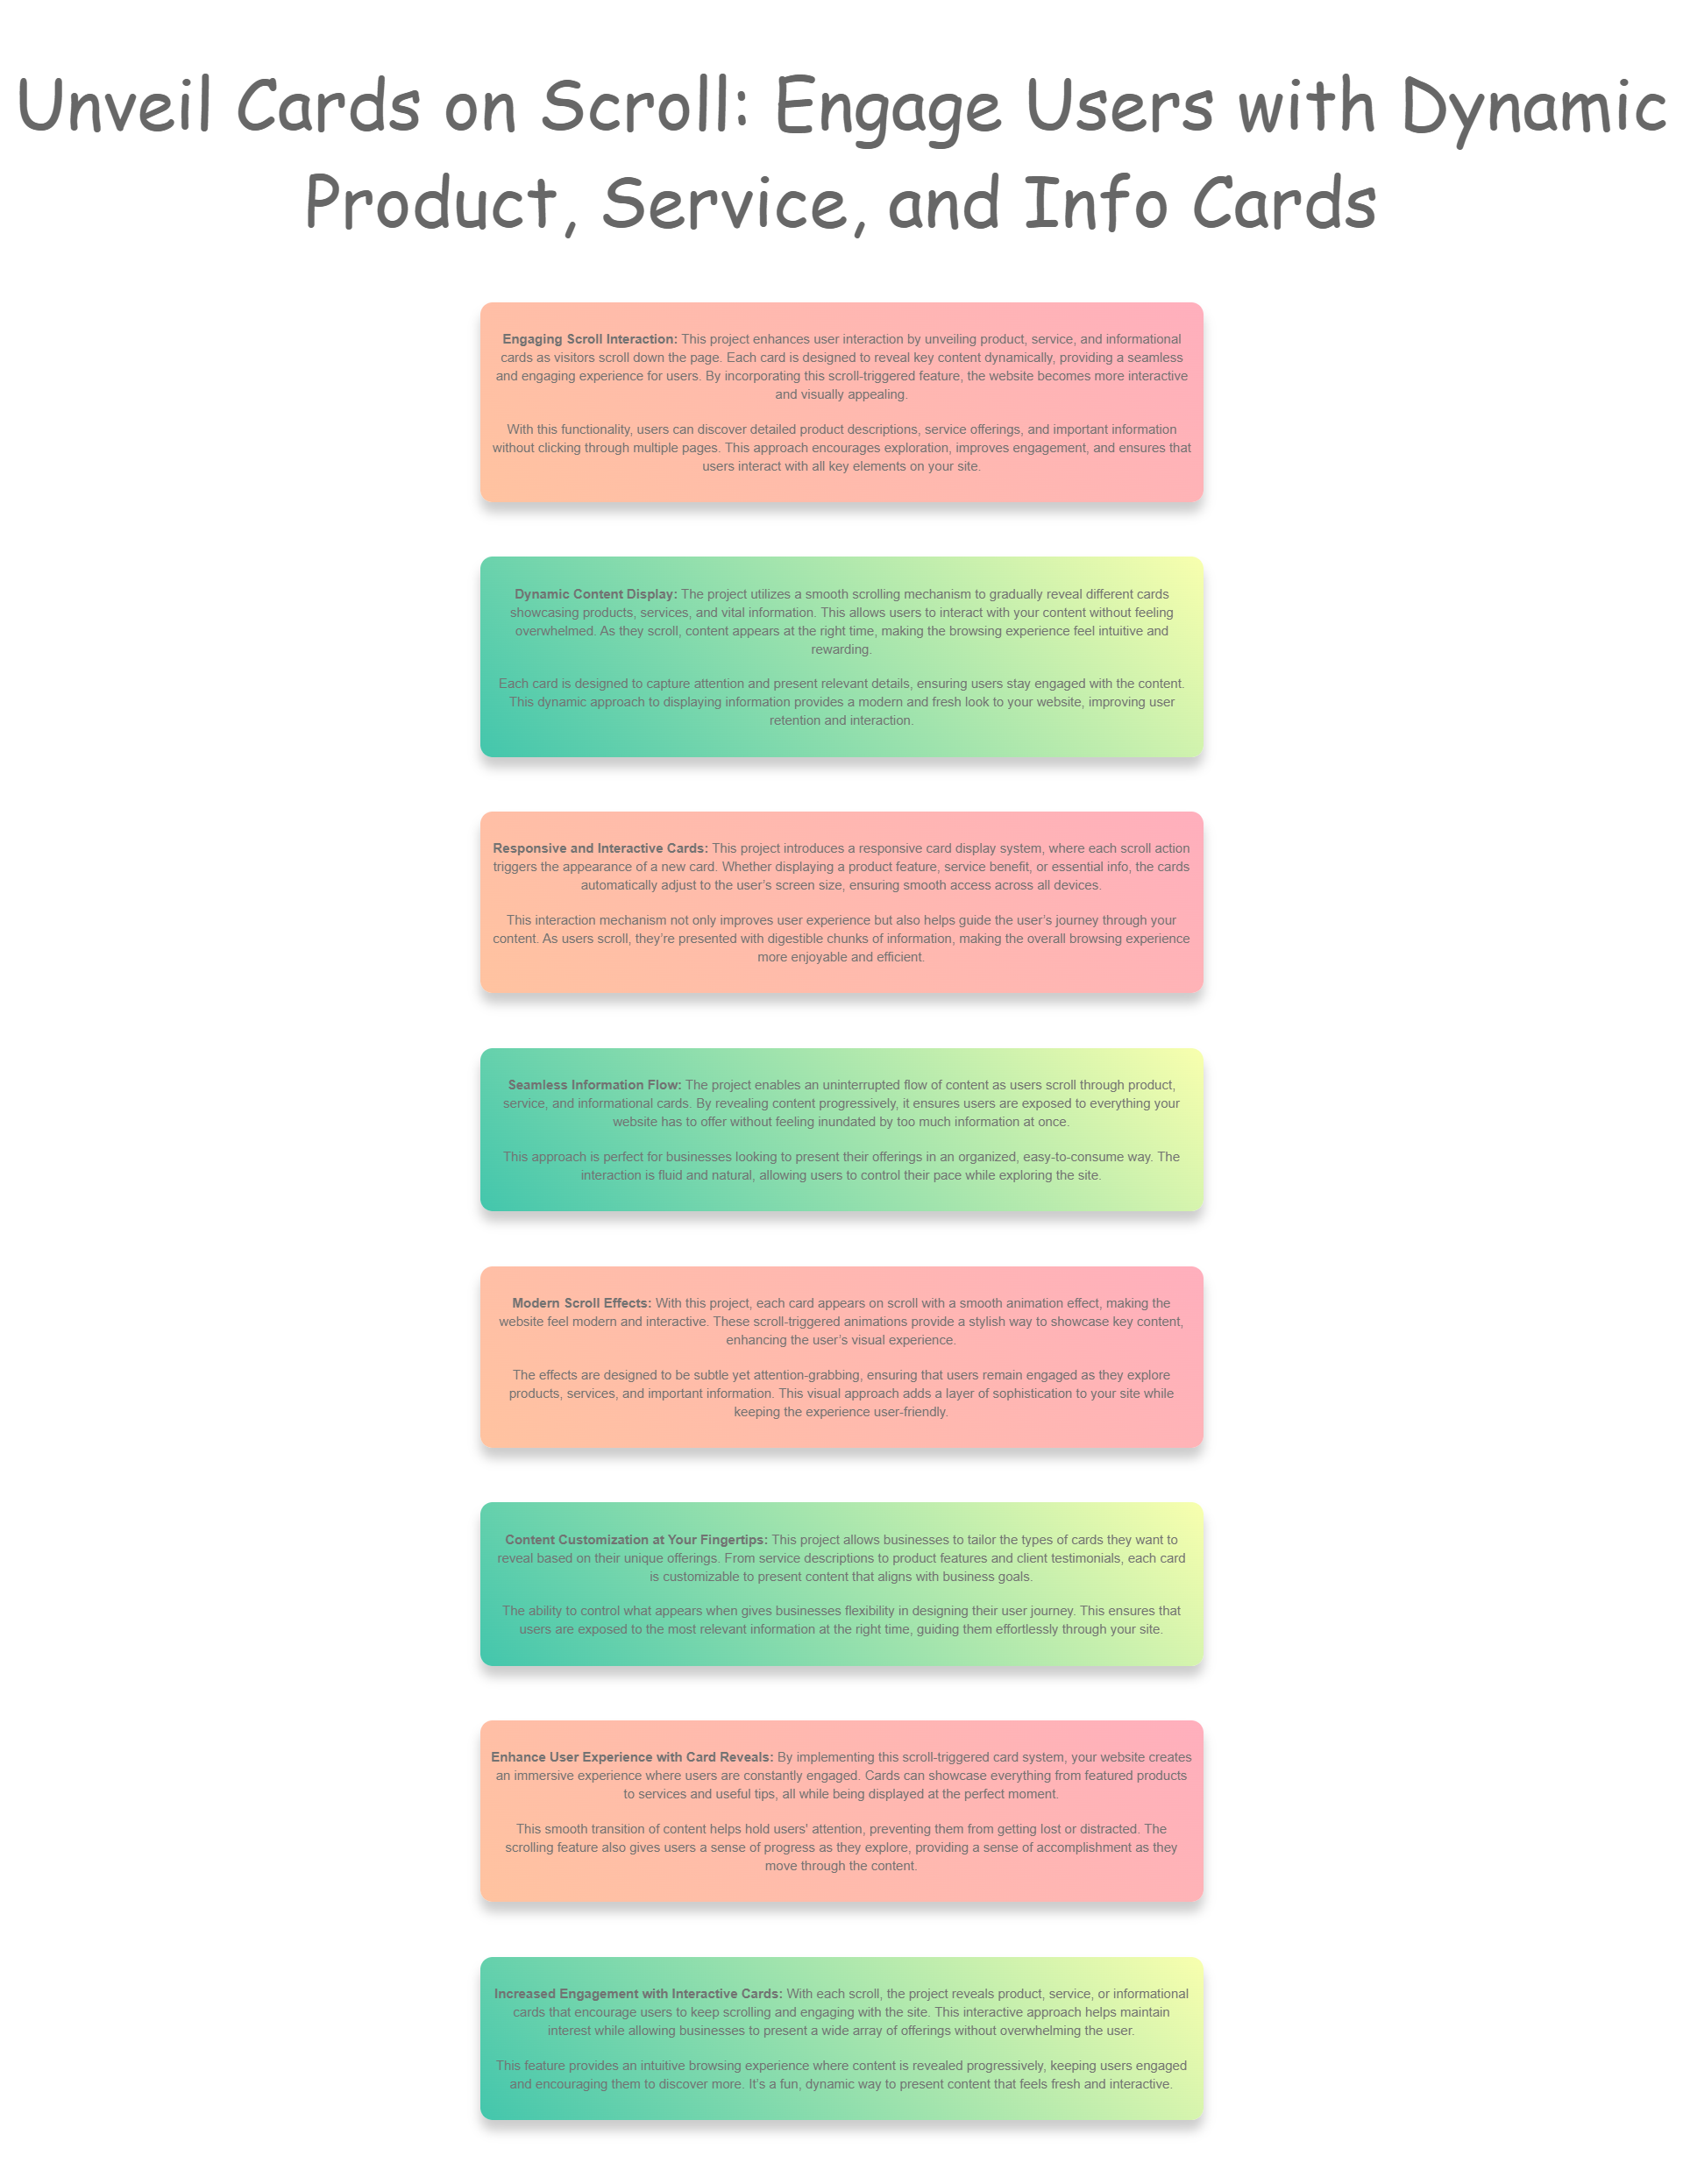 Unveil Cards on Scroll: Engage Users with Dynamic
Product, Service, and Info Cards
Engaging Scroll Interaction: This project enhances user interaction by unveiling product, service, and informational
cards as visitors scroll down the page. Each card is designed to reveal key content dynamically, providing a seamless
and engaging experience for users. By incorporating this scroll-triggered feature, the website becomes more interactive
and visually appealing.
With this functionality, users can discover detailed product descriptions, service offerings, and important information
without clicking through multiple pages. This approach encourages exploration, improves engagement, and ensures that
users interact with all key elements on your site.
Dynamic Content Display: The project utilizes a smooth scrolling mechanism to gradually reveal different cards
showcasing products, services, and vital information. This allows users to interact with your content without feeling
overwhelmed. As they scroll, content appears at the right time, making the browsing experience feel intuitive and
rewarding.
Each card is designed to capture attention and present relevant details, ensuring users stay engaged with the content.
This dynamic approach to displaying information provides a modern and fresh look to your website, improving user
retention and interaction.
Responsive and Interactive Cards: This project introduces a responsive card display system, where each scroll action
triggers the appearance of a new card. Whether displaying a product feature, service benefit, or essential info, the cards
automatically adjust to the user’s screen size, ensuring smooth access across all devices.
This interaction mechanism not only improves user experience but also helps guide the user’s journey through your
content. As users scroll, they’re presented with digestible chunks of information, making the overall browsing experience
more enjoyable and efficient.
Seamless Information Flow: The project enables an uninterrupted flow of content as users scroll through product,
service, and informational cards. By revealing content progressively, it ensures users are exposed to everything your
website has to offer without feeling inundated by too much information at once.
This approach is perfect for businesses looking to present their offerings in an organized, easy-to-consume way. The
interaction is fluid and natural, allowing users to control their pace while exploring the site.
Modern Scroll Effects: With this project, each card appears on scroll with a smooth animation effect, making the
website feel modern and interactive. These scroll-triggered animations provide a stylish way to showcase key content,
enhancing the user’s visual experience.
The effects are designed to be subtle yet attention-grabbing, ensuring that users remain engaged as they explore
products, services, and important information. This visual approach adds a layer of sophistication to your site while
keeping the experience user-friendly.
Content Customization at Your Fingertips: This project allows businesses to tailor the types of cards they want to
reveal based on their unique offerings. From service descriptions to product features and client testimonials, each card
is customizable to present content that aligns with business goals.
The ability to control what appears when gives businesses flexibility in designing their user journey. This ensures that
users are exposed to the most relevant information at the right time, guiding them effortlessly through your site.
Enhance User Experience with Card Reveals: By implementing this scroll-triggered card system, your website creates
an immersive experience where users are constantly engaged. Cards can showcase everything from featured products
to services and useful tips, all while being displayed at the perfect moment.
This smooth transition of content helps hold users' attention, preventing them from getting lost or distracted. The
scrolling feature also gives users a sense of progress as they explore, providing a sense of accomplishment as they
move through the content.
Increased Engagement with Interactive Cards: With each scroll, the project reveals product, service, or informational
cards that encourage users to keep scrolling and engaging with the site. This interactive approach helps maintain
interest while allowing businesses to present a wide array of offerings without overwhelming the user.
This feature provides an intuitive browsing experience where content is revealed progressively, keeping users engaged
and encouraging them to discover more. It’s a fun, dynamic way to present content that feels fresh and interactive.